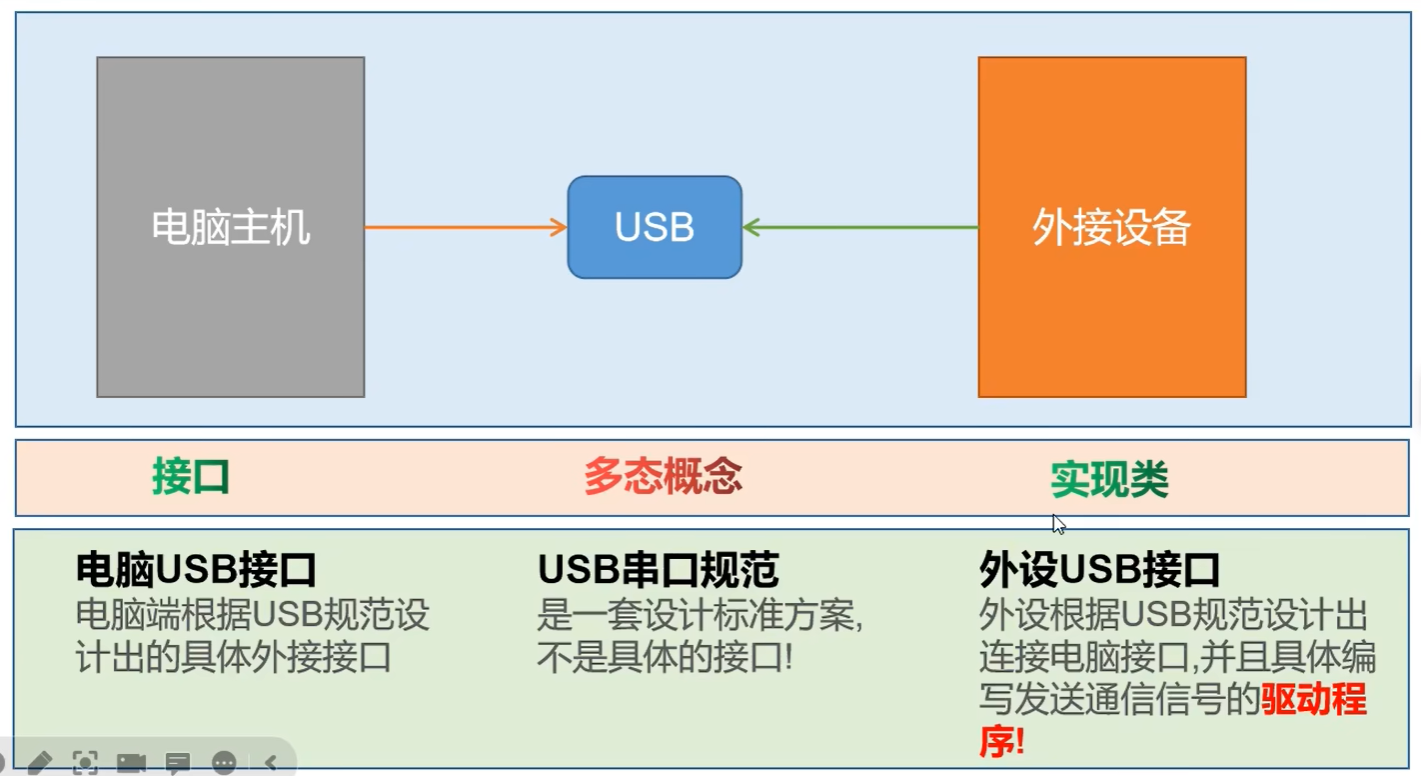 电脑主机
USB
外接设备
接口
多态概念
实现类
电脑USB接口
电脑端根据USB规范设
计出的具体外接接口
USB串口规范
是一套设计标准方案,
不是具体的接口!
外设USB接口
外设根据USB规范设计出
连接电脑接口,并且具体编
写发送通信信号的驱动程
序!